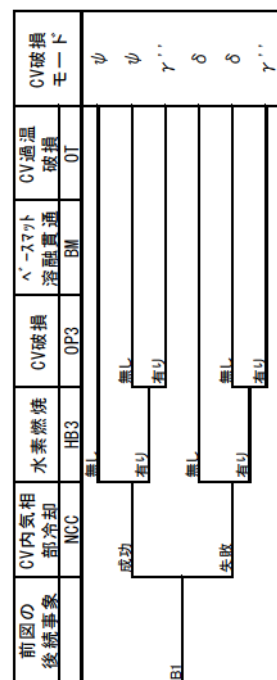 前図の
後続事象
CV内気相
部冷却
NCC
水素燃焼
HB3
CV破損
OP3
ベースマット
溶融貫通
BM
CV過温
破損
OT
CV破損
モード
B1
成功
失敗
無し
有り
無し
有り
無し
有り
無し
有り
ψ
ψ
γ''
δ
δ
γ''